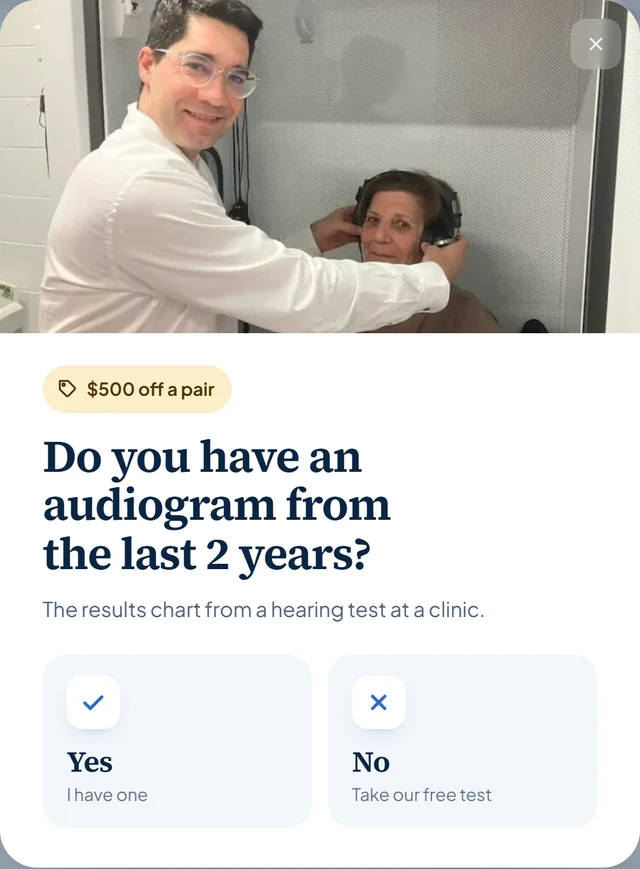 $500 off a pair
Do you have an
audiogram from
the last 2 years?
The results chart from a hearing test at a clinic.
Yes
I have one
No
Take our free test